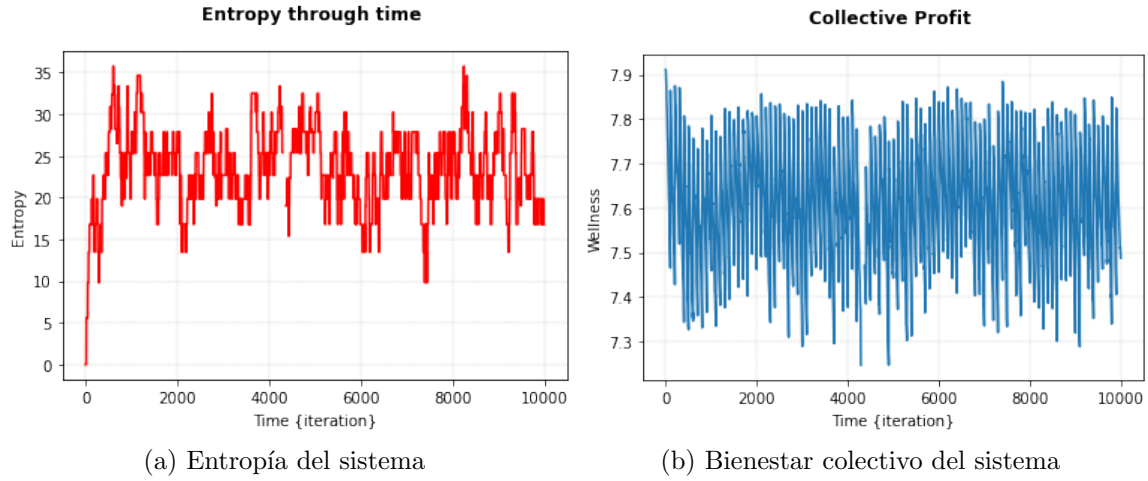 Entropy through time
35
30
25
20
15
10
5
0
Entropy
0 2000 4000 6000 8000 10000
Time {iteration}
(a) Entropía del sistema
Collective Profit
7.9
7.8
7.7
7.6
7.5
7.4
7.3
Wellness
0 2000 4000 6000 8000 10000
Time {iteration}
(b) Bienestar colectivo del sistema